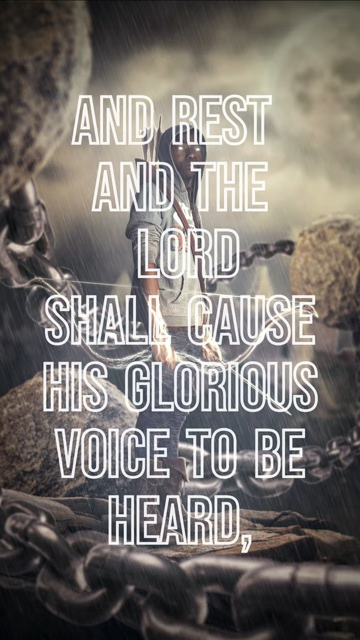 AND REST
AND THE
LORD
SHALL CAUSE
HIS GLORIOUS
VOICE TO BE
HEARD,